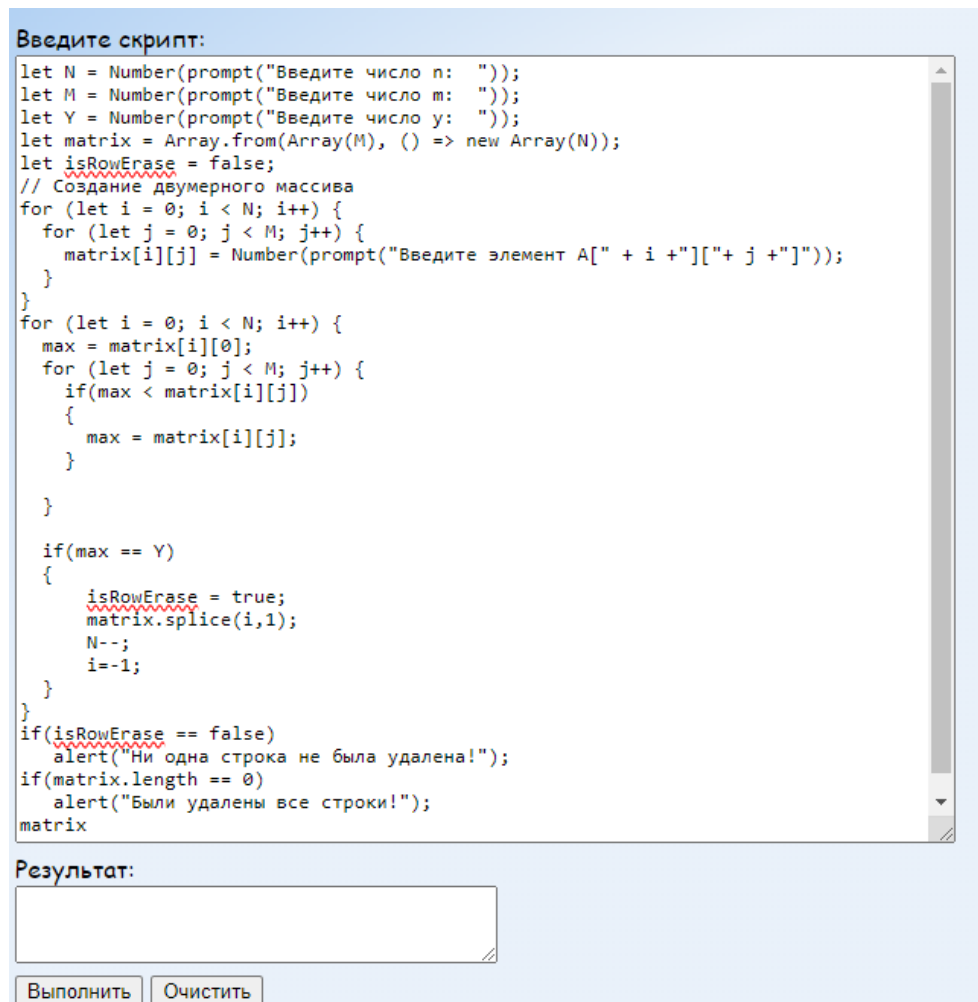 Введите скрипт:
let N = Number(prompt("Введите число n:  "));
let M = Number(prompt("Введите число m:  "));
let Y = Number(prompt("Введите число y:  "));
let matrix = Array.from(Array(M), () => new Array(N));
let isRowErase = false;
// Создание двумерного массива
for (let i = 0; i < N; i++) {
  for (let j = 0; j < M; j++) {
    matrix[i][j] = Number(prompt("Введите элемент A[" + i +"]["+ j +"]"));
  }
}
for (let i = 0; i < N; i++) {
  max = matrix[i][0];
  for (let j = 0; j < M; j++) {
    if(max < matrix[i][j])
    {
      max = matrix[i][j];
    }
  }
  if(max == Y)
  {
      isRowErase = true;
      matrix.splice(i,1);
      N--;
      i=-1;
  }
}
if(isRowErase == false)
   alert("Ни одна строка не была удалена!");
if(matrix.length == 0)
   alert("Были удалены все строки!");
matrix
Результат:
Выполнить Очистить